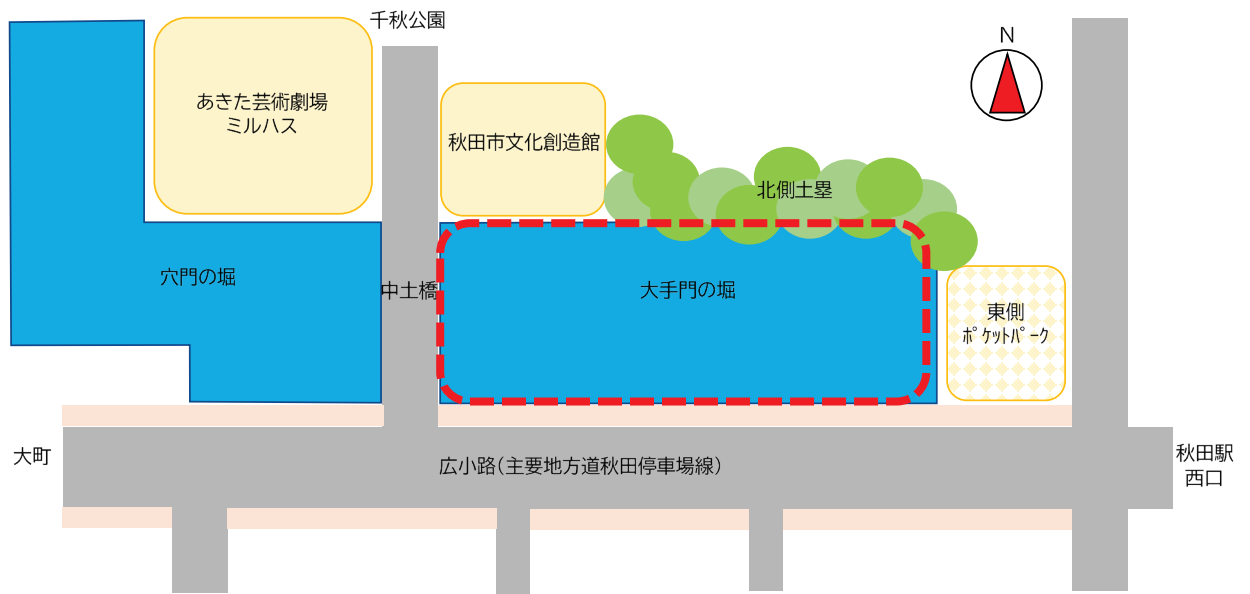 千秋公園
N
あきた芸術劇場
ミルハス
秋田市文化創造館
北側土塁
穴門の堀
中土橋
大手門の堀
東側
ﾎﾟｹｯﾄﾊﾟｰｸ
大町
広小路(主要地方道秋田停車場線)
秋田駅
西口